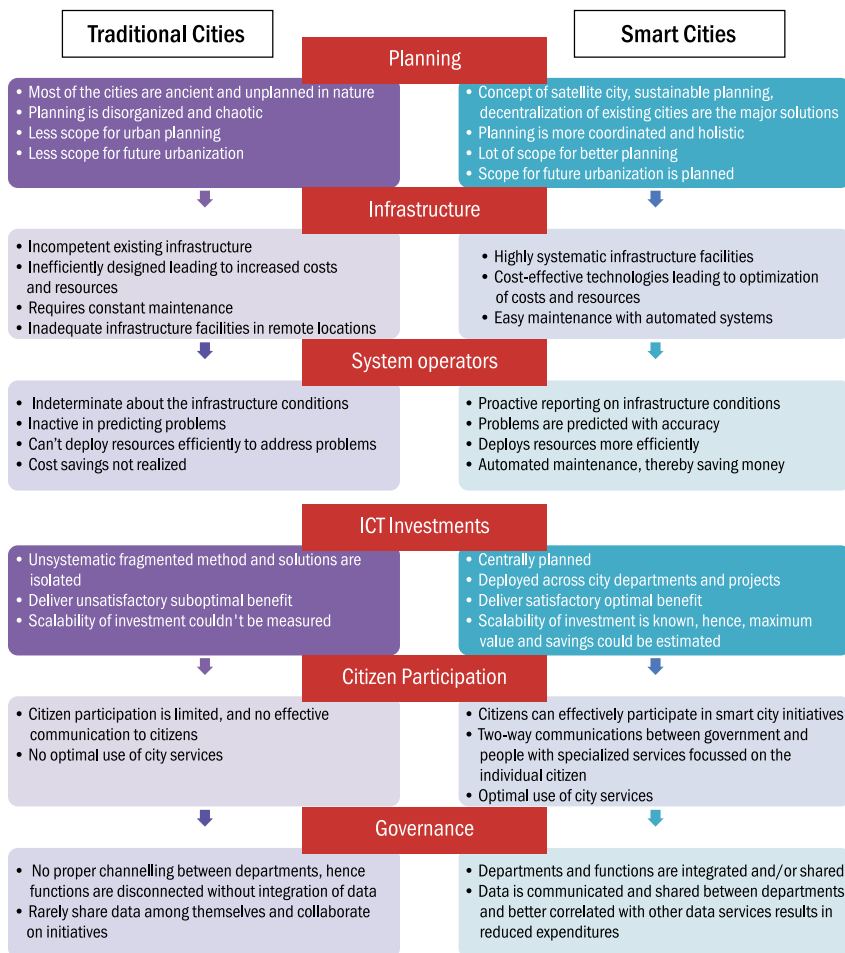 Traditional Cities
Smart Cities
Planning
• Most of the cities are ancient and unplanned in nature
• Planning is disorganized and chaotic
• Less scope for urban planning
• Less scope for future urbanization
• Concept of satellite city, sustainable planning,
decentralization of existing cities are the major solutions
• Planning is more coordinated and holistic
• Lot of scope for better planning
• Scope for future urbanization is planned
Infrastructure
• Incompetent existing infrastructure
• Inefficiently designed leading to increased costs
and resources
• Requires constant maintenance
• Inadequate infrastructure facilities in remote locations
• Highly systematic infrastructure facilities
• Cost-effective technologies leading to optimization
of costs and resources
• Easy maintenance with automated systems
System operators
• Indeterminate about the infrastructure conditions
• Inactive in predicting problems
• Can't deploy resources efficiently to address problems
• Cost savings not realized
• Proactive reporting on infrastructure conditions
• Problems are predicted with accuracy
• Deploys resources more efficiently
• Automated maintenance, thereby saving money
ICT Investments
• Unsystematic fragmented method and solutions are
isolated
• Deliver unsatisfactory suboptimal benefit
• Scalability of investment couldn't be measured
• Centrally planned
• Deployed across city departments and projects
• Deliver satisfactory optimal benefit
• Scalability of investment is known, hence, maximum
value and savings could be estimated
Citizen Participation
• Citizen participation is limited, and no effective
communication to citizens
• No optimal use of city services
• Citizens can effectively participate in smart city initiatives
• Two-way communications between government and
people with specialized services focussed on the
individual citizen
• Optimal use of city services
Governance
• No proper channelling between departments, hence
functions are disconnected without integration of data
• Rarely share data among themselves and collaborate
on initiatives
• Departments and functions are integrated and/or shared
• Data is communicated and shared between departments
and better correlated with other data services results in
reduced expenditures